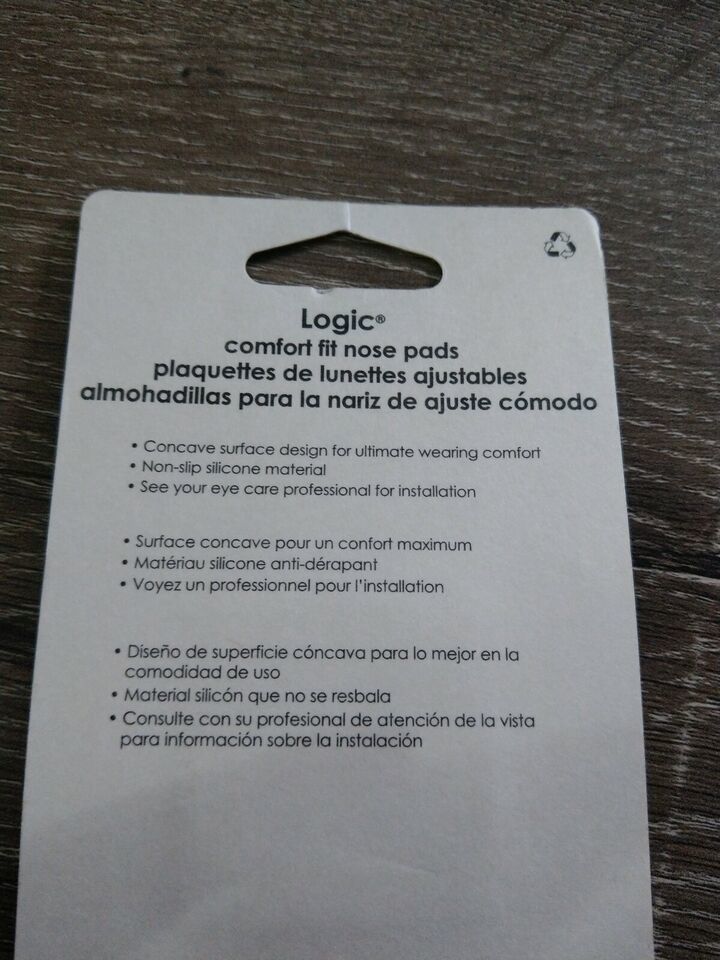 Logic®
comfort fit nose pads
plaquettes de lunettes ajustables
almohadillas para la nariz de ajuste cómodo
• Concave surface design for ultimate wearing comfort
• Non-slip silicone material
• See your eye care professional for installation
• Surface concave pour un confort maximum
• Matériau silicone anti-dérapant
• Voyez un professionnel pour l'installation
• Diseño de superficie cóncava para lo mejor en la
comodidad de uso
• Material silicón que no se resbala
• Consulte con su profesional de atención de la vista
para información sobre la instalación